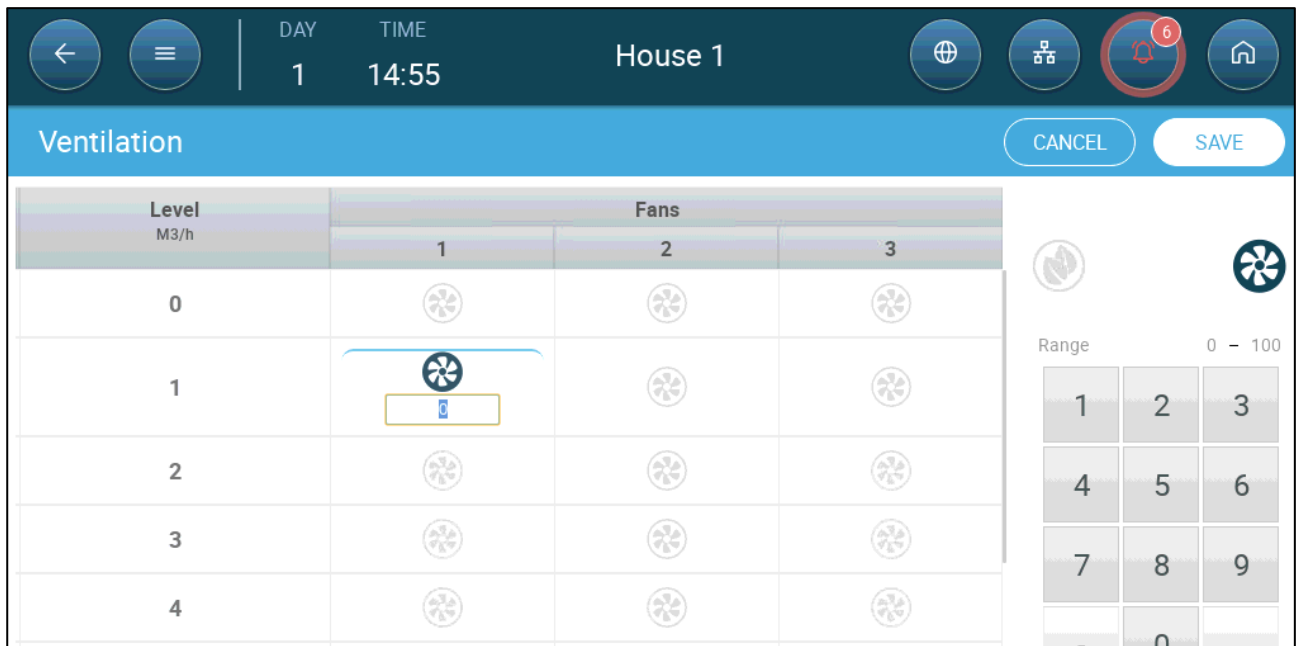 DAY TIME
1 14:55 House 1 6
Ventilation CANCEL SAVE
Level Fans
M3/h
1 2 3
0
Range 0 – 100
1 0
1 2 3
2
4 5 6
3
7 8 9
4
0